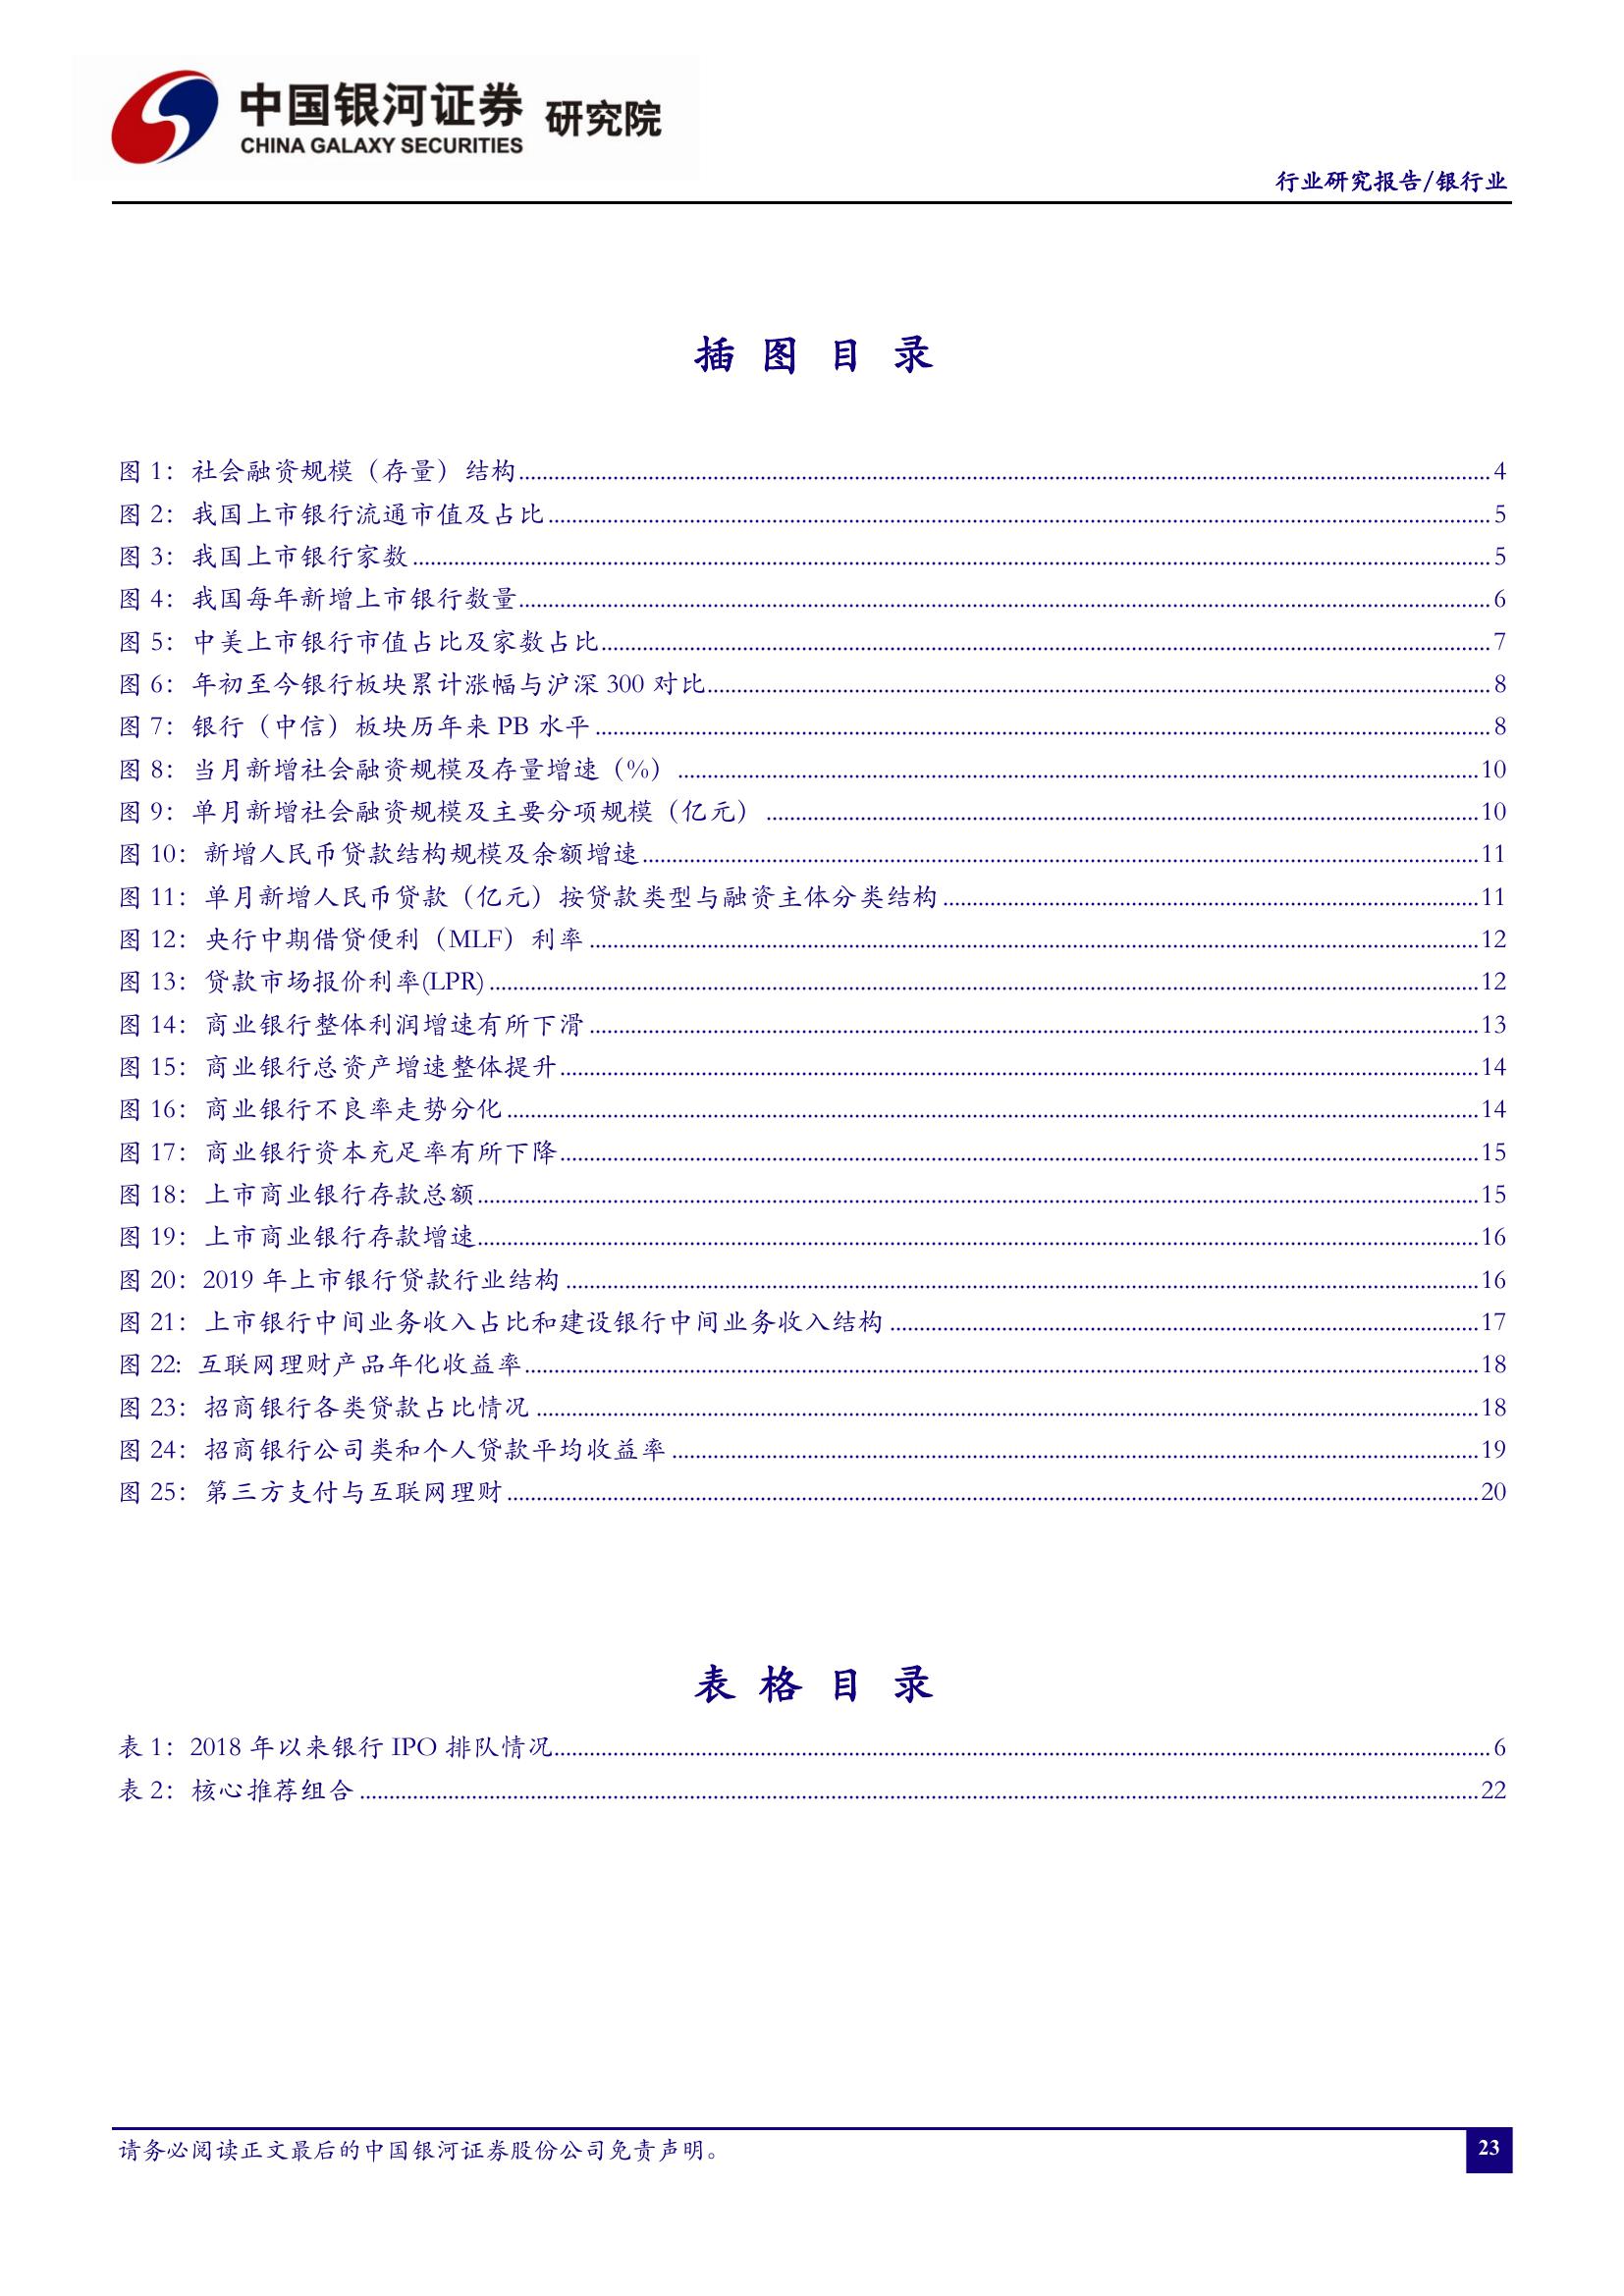 中国银河证券 研究院
CHINA GALAXY SECURITIES
行业研究报告/银行业
插 图 目 录
图 1：社会融资规模（存量）结构 4
图 2：我国上市银行流通市值及占比 5
图 3：我国上市银行家数 5
图 4：我国每年新增上市银行数量 6
图 5：中美上市银行市值占比及家数占比 7
图 6：年初至今银行板块累计涨幅与沪深 300 对比 8
图 7：银行（中信）板块历年来 PB 水平 8
图 8：当月新增社会融资规模及存量增速（%） 10
图 9：单月新增社会融资规模及主要分项规模（亿元） 10
图 10：新增人民币贷款结构规模及余额增速 11
图 11：单月新增人民币贷款（亿元）按贷款类型与融资主体分类结构 11
图 12：央行中期借贷便利（MLF）利率 12
图 13：贷款市场报价利率(LPR) 12
图 14：商业银行整体利润增速有所下滑 13
图 15：商业银行总资产增速整体提升 14
图 16：商业银行不良率走势分化 14
图 17：商业银行资本充足率有所下降 15
图 18：上市商业银行存款总额 15
图 19：上市商业银行存款增速 16
图 20：2019 年上市银行贷款行业结构 16
图 21：上市银行中间业务收入占比和建设银行中间业务收入结构 17
图 22: 互联网理财产品年化收益率 18
图 23：招商银行各类贷款占比情况 18
图 24：招商银行公司类和个人贷款平均收益率 19
图 25：第三方支付与互联网理财 20
表 格 目 录
表 1：2018 年以来银行 IPO 排队情况 6
表 2：核心推荐组合 22
请务必阅读正文最后的中国银河证券股份公司免责声明。
23